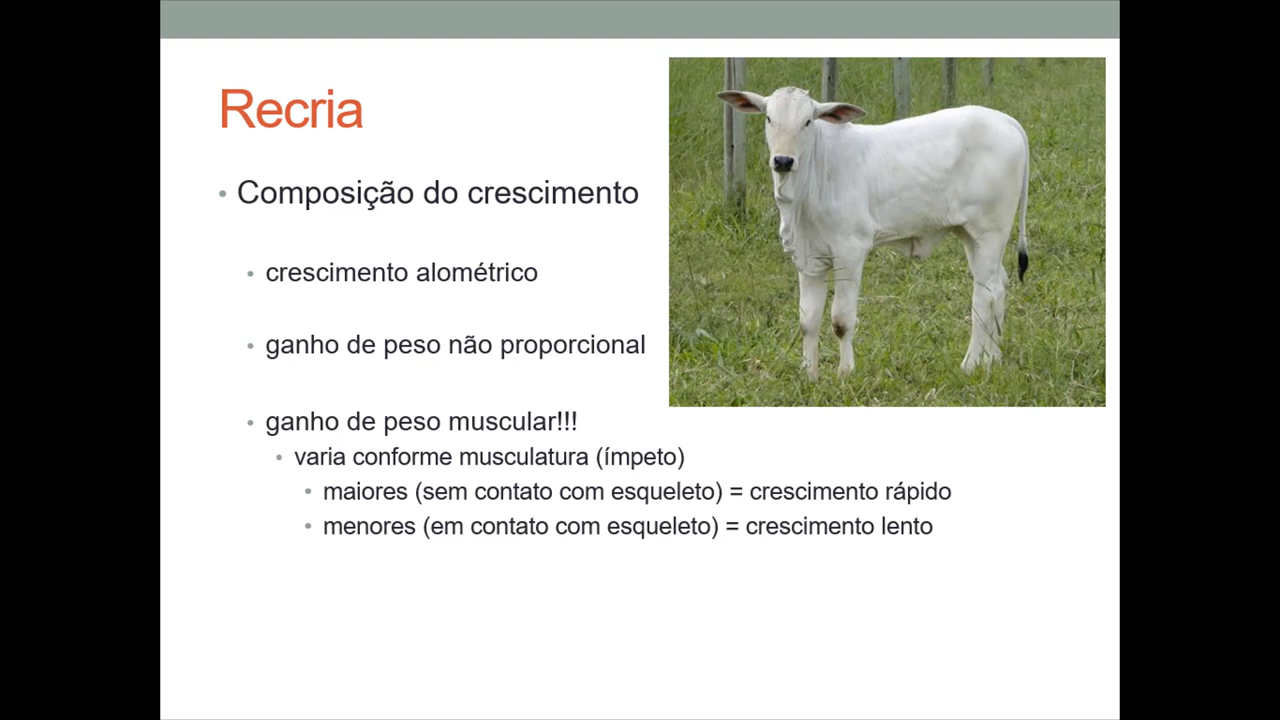 Recria
• Composição do crescimento
• crescimento alométrico
• ganho de peso não proporcional
• ganho de peso muscular!!!
• varia conforme musculatura (ímpeto)
• maiores (sem contato com esqueleto) = crescimento rápido
• menores (em contato com esqueleto) = crescimento lento